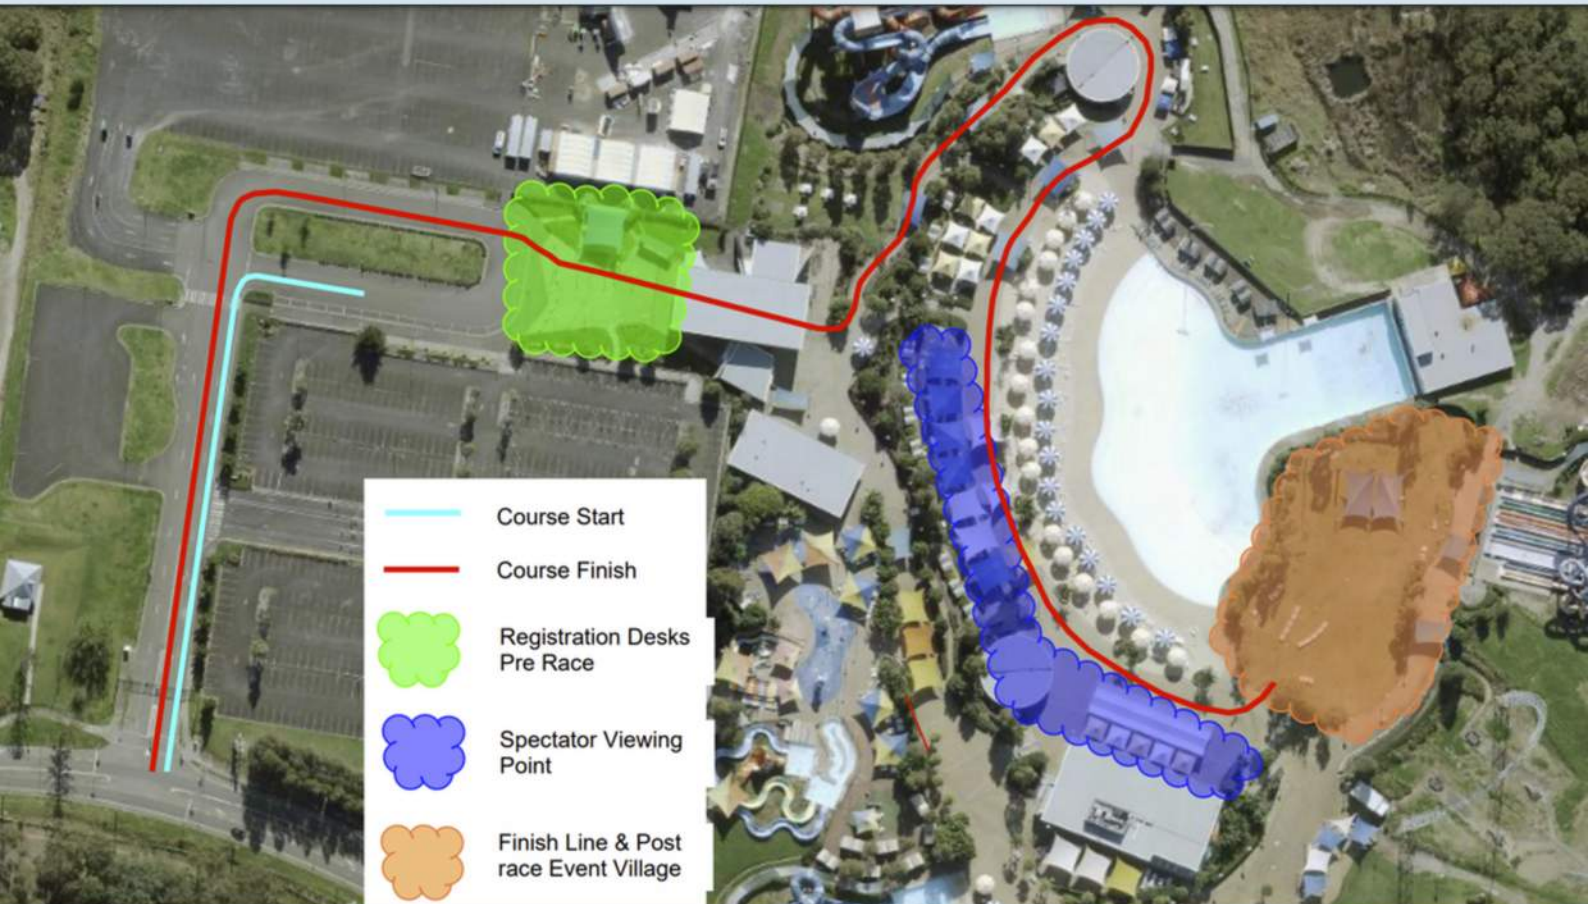 Course Start
Course Finish
Registration Desks
Pre Race
Spectator Viewing
Point
Finish Line & Post
race Event Village